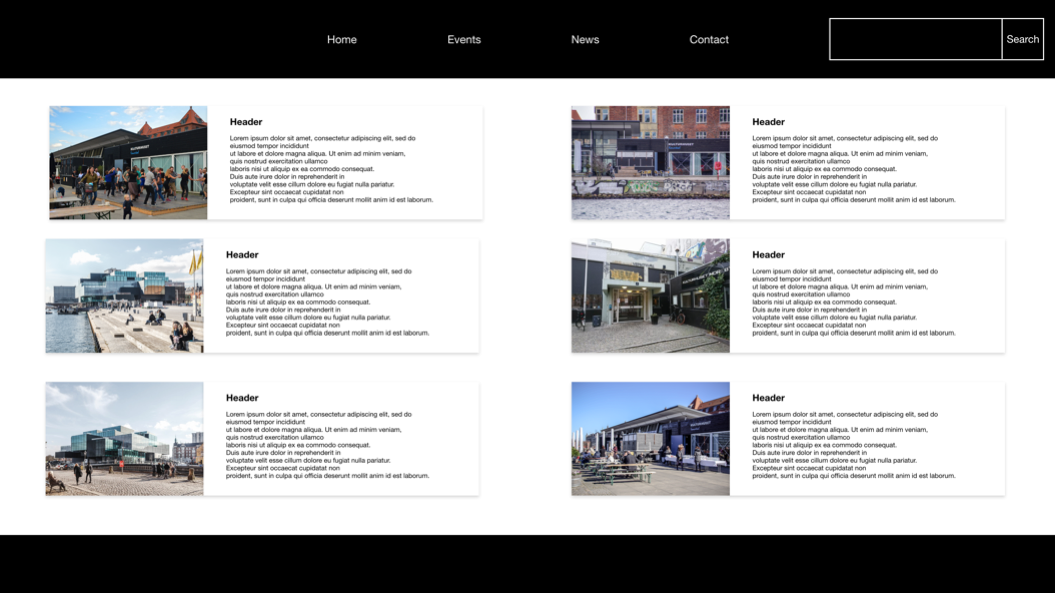 Home
Events
News
Contact
Search
Header
Lorem ipsum dolor sit amet, consectetur adipiscing elit, sed do
eiusmod tempor incididunt
ut labore et dolore magna aliqua. Ut enim ad minim veniam,
quis nostrud exercitation ullamco
laboris nisi ut aliquip ex ea commodo consequat.
Duis aute irure dolor in reprehenderit in
voluptate velit esse cillum dolore eu fugiat nulla pariatur.
Excepteur sint occaecat cupidatat non
proident, sunt in culpa qui officia deserunt mollit anim id est laborum.
Header
Lorem ipsum dolor sit amet, consectetur adipiscing elit, sed do
eiusmod tempor incididunt
ut labore et dolore magna aliqua. Ut enim ad minim veniam,
quis nostrud exercitation ullamco
laboris nisi ut aliquip ex ea commodo consequat.
Duis aute irure dolor in reprehenderit in
voluptate velit esse cillum dolore eu fugiat nulla pariatur.
Excepteur sint occaecat cupidatat non
proident, sunt in culpa qui officia deserunt mollit anim id est laborum.
Header
Lorem ipsum dolor sit amet, consectetur adipiscing elit, sed do
eiusmod tempor incididunt
ut labore et dolore magna aliqua. Ut enim ad minim veniam,
quis nostrud exercitation ullamco
laboris nisi ut aliquip ex ea commodo consequat.
Duis aute irure dolor in reprehenderit in
voluptate velit esse cillum dolore eu fugiat nulla pariatur.
Excepteur sint occaecat cupidatat non
proident, sunt in culpa qui officia deserunt mollit anim id est laborum.
Header
Lorem ipsum dolor sit amet, consectetur adipiscing elit, sed do
eiusmod tempor incididunt
ut labore et dolore magna aliqua. Ut enim ad minim veniam,
quis nostrud exercitation ullamco
laboris nisi ut aliquip ex ea commodo consequat.
Duis aute irure dolor in reprehenderit in
voluptate velit esse cillum dolore eu fugiat nulla pariatur.
Excepteur sint occaecat cupidatat non
proident, sunt in culpa qui officia deserunt mollit anim id est laborum.
Header
Lorem ipsum dolor sit amet, consectetur adipiscing elit, sed do
eiusmod tempor incididunt
ut labore et dolore magna aliqua. Ut enim ad minim veniam,
quis nostrud exercitation ullamco
laboris nisi ut aliquip ex ea commodo consequat.
Duis aute irure dolor in reprehenderit in
voluptate velit esse cillum dolore eu fugiat nulla pariatur.
Excepteur sint occaecat cupidatat non
proident, sunt in culpa qui officia deserunt mollit anim id est laborum.
Header
Lorem ipsum dolor sit amet, consectetur adipiscing elit, sed do
eiusmod tempor incididunt
ut labore et dolore magna aliqua. Ut enim ad minim veniam,
quis nostrud exercitation ullamco
laboris nisi ut aliquip ex ea commodo consequat.
Duis aute irure dolor in reprehenderit in
voluptate velit esse cillum dolore eu fugiat nulla pariatur.
Excepteur sint occaecat cupidatat non
proident, sunt in culpa qui officia deserunt mollit anim id est laborum.